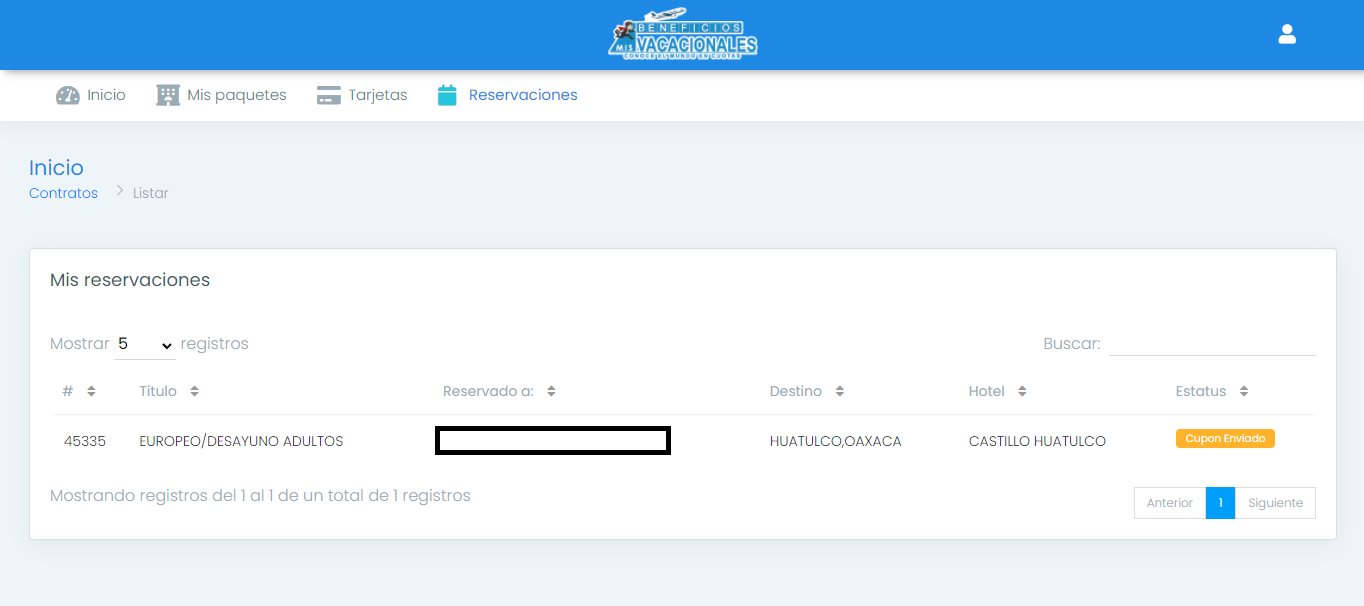 BENEFICIOS
MIS VACACIONALES
CONOCE EL MUNDO EN CUOTAS
Inicio Mis paquetes Tarjetas Reservaciones
Inicio
Contratos > Listar
Mis reservaciones
Mostrar 5 registros Buscar:
# Titulo Reservado a: Destino Hotel Estatus
45335 EUROPEO/DESAYUNO ADULTOS HUATULCO,OAXACA CASTILLO HUATULCO Cupon Enviado
Mostrando registros del 1 al 1 de un total de 1 registros
Anterior 1 Siguiente